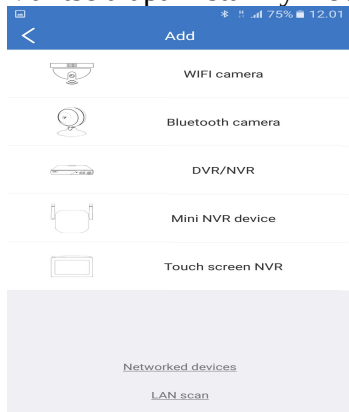 75% 12.01
Add
WIFI camera
Bluetooth camera
DVR/NVR
Mini NVR device
Touch screen NVR
Networked devices
LAN scan